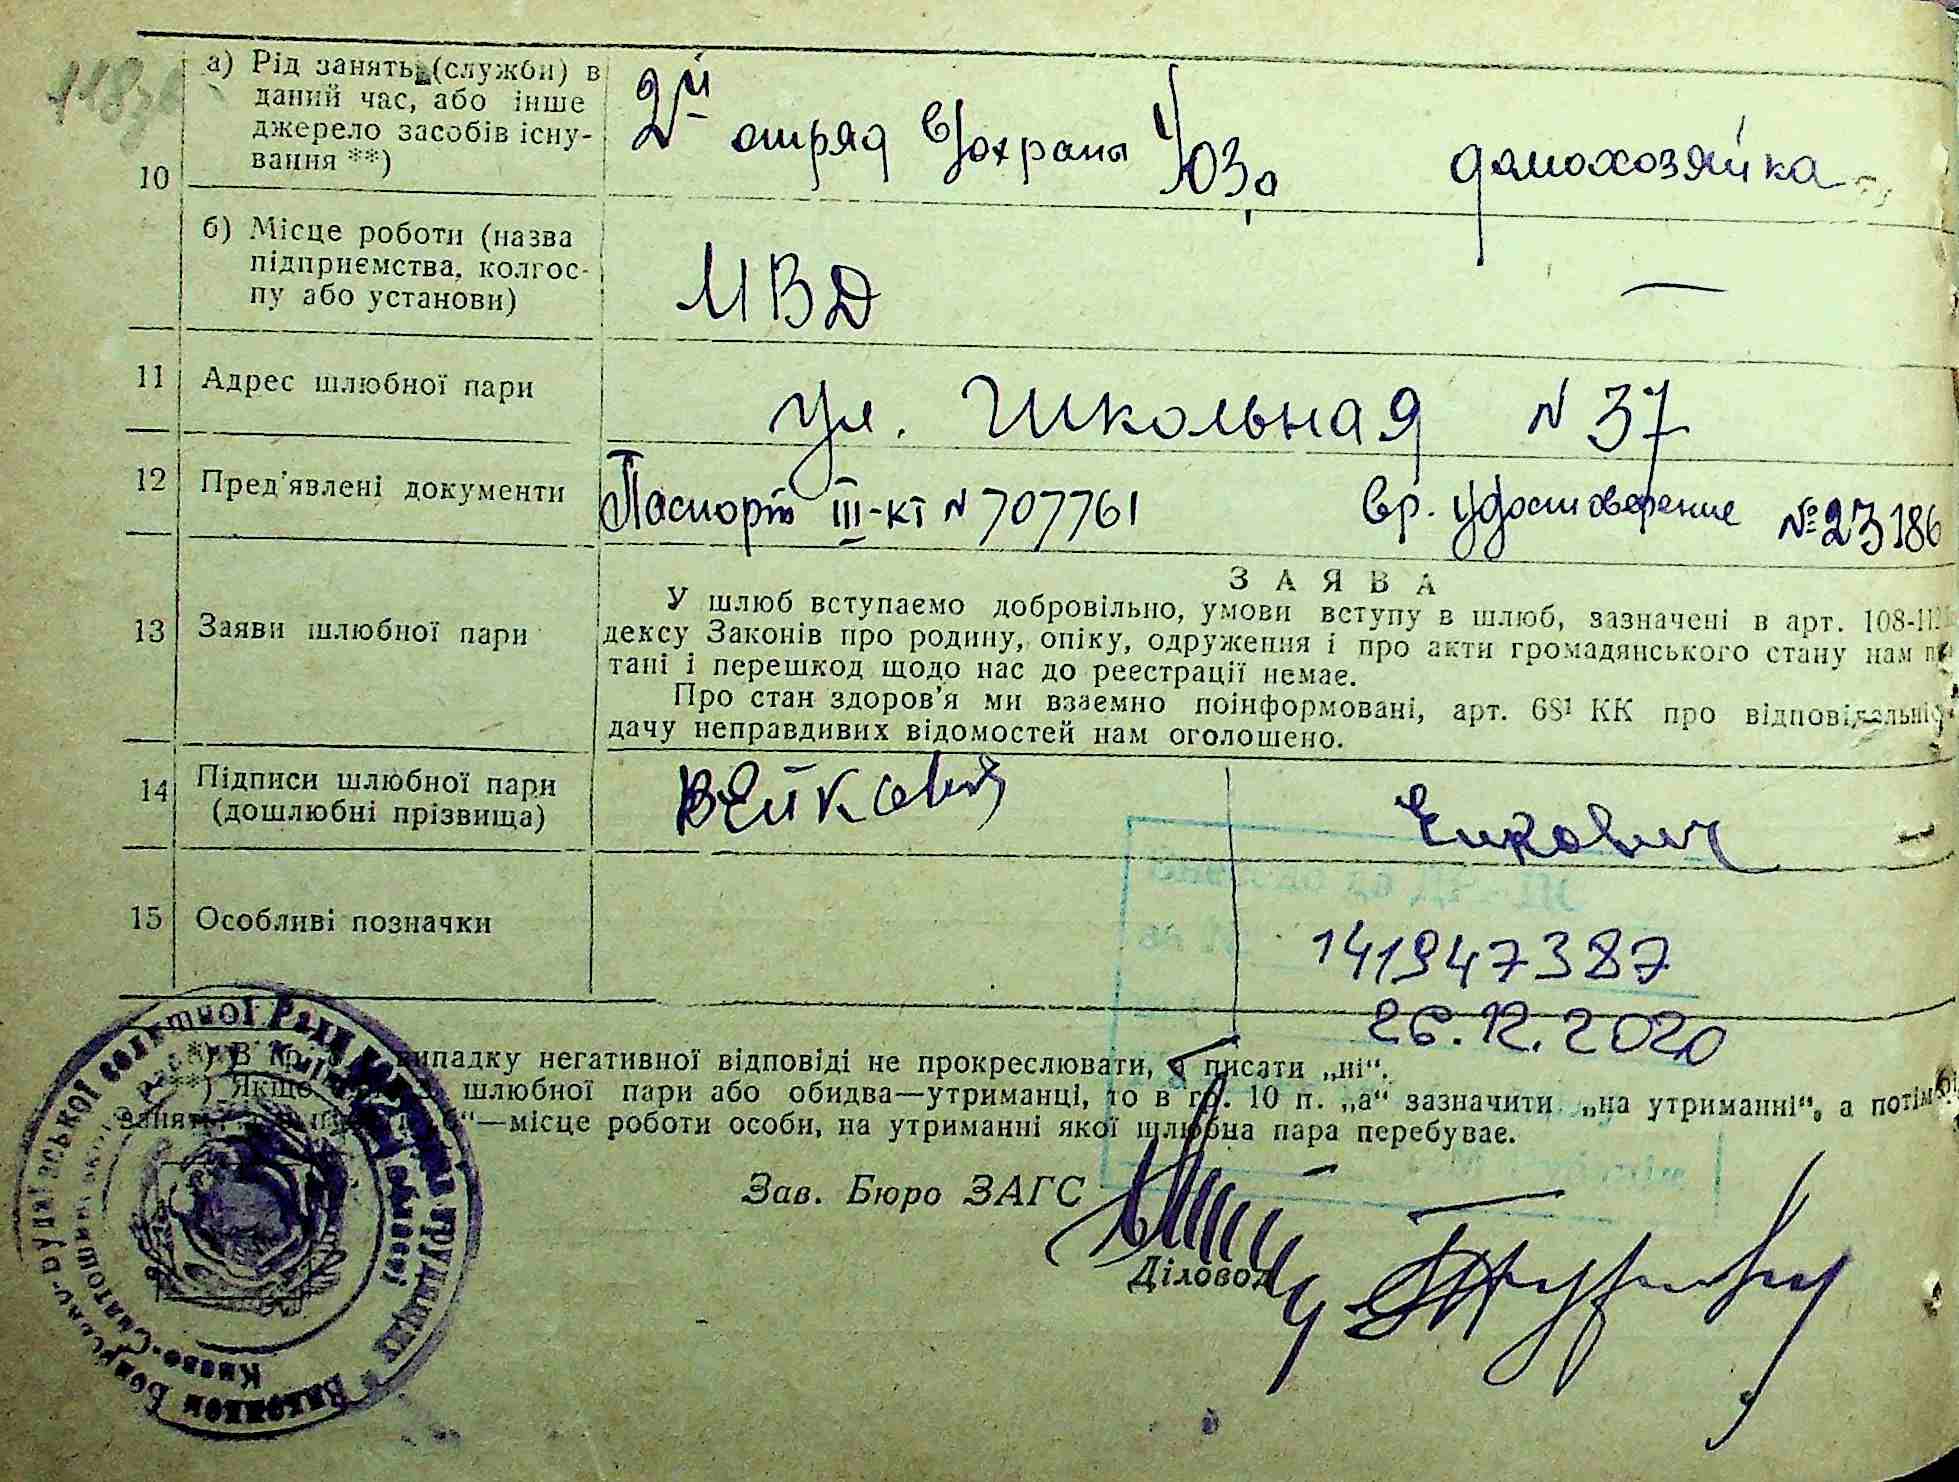 а) Рід занять (служби) в
даний час, або інше
джерело засобів існу-
вання **)
10
2й отряд в/охраны ЮЗ
домохозяйка
б) Місце роботи (назва
підприємства, колгос-
пу або установи)
МВД
—
11 Адрес шлюбної пари
ул. Школьная N 37
12 Пред'явлені документи
Паспорт III-кт N 707761
вр. удостоверение № 23186
13 Заяви шлюбної пари
ЗАЯВА
У шлюб вступаємо добровільно, умови вступу в шлюб, зазначені в арт. 108-11
дексу Законів про родину, опіку, одруження і про акти громадянського стану нам
тані і перешкод щодо нас до реєстрації немає.
Про стан здоров'я ми взаємно поінформовані, арт. 68¹ КК про
дачу неправдивих відомостей нам оголошено.
14 Підписи шлюбної пари
(дошлюбні прізвища)
15 Особливі позначки
141947387
26.12.2020
*) В випадку негативної відповіді не прокреслювати, а писати „ні“.
**) Якщо шлюбної пари або обидва—утриманці, то в гр. 10 п. „а“ зазначити „на утриманні“, а потім
“—місце роботи особи, на утриманні якої шлюбна пара перебуває.
Зав. Бюро ЗАГС
Діловод